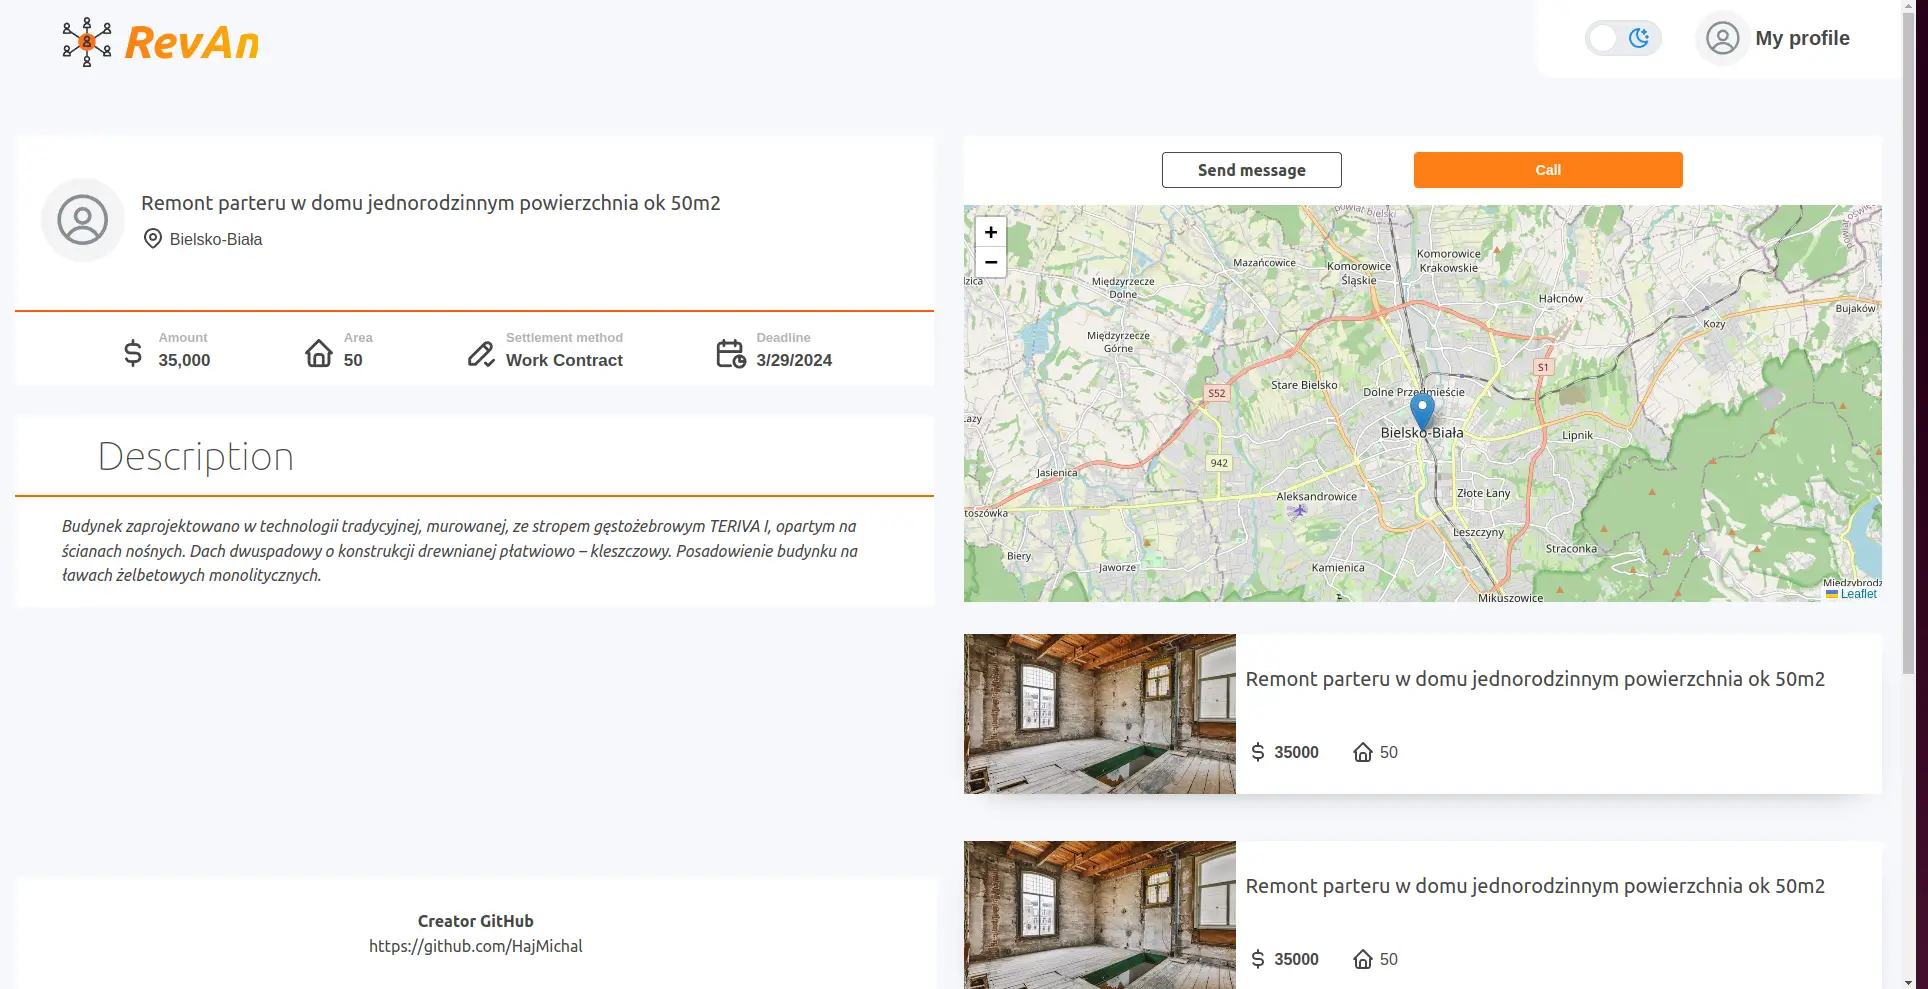 RevAn
My profile
Remont parteru w domu jednorodzinnym powierzchnia ok 50m2
Bielsko-Biała
Amount
35,000
Area
50
Settlement method
Work Contract
Deadline
3/29/2024
Description
Budynek zaprojektowano w technologii tradycyjnej, murowanej, ze stropem gęstożebrowym TERIVA I, opartym na
ścianach nośnych. Dach dwuspadowy o konstrukcji drewnianej płatwiowo – kleszczowy. Posadowienie budynku na
ławach żelbetowych monolitycznych.
Creator GitHub
https://github.com/HajMichal
Send message
Call
+
−
powiat bielski
Mazańcowice
Komorowice
Krakowskie
Komorowice
Śląskie
Międzyrzecze
Dolne
Hałcnów
Bujaków
Kozy
Międzyrzecze
Górne
S1
Stare Bielsko
S52
Dolne Przedmieście
Bielsko-Biała
Lipnik
942
Jasienica
Aleksandrowice
Złote Łany
toszówka
Leszczyny
Straconka
Biery
Jaworze
Kamienica
Mikuszowice
Międzybrodz
Leaflet
Remont parteru w domu jednorodzinnym powierzchnia ok 50m2
35000
50
Remont parteru w domu jednorodzinnym powierzchnia ok 50m2
35000
50